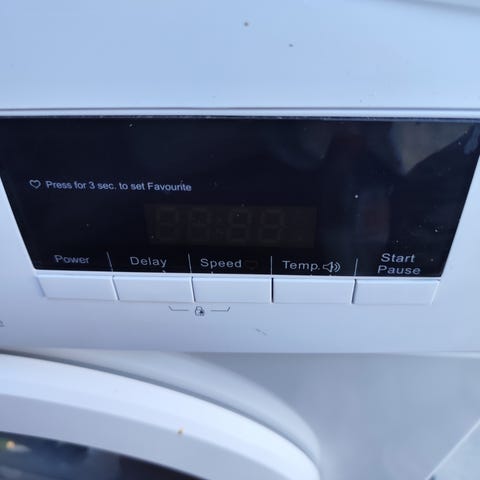 Press for 3 sec. to set Favourite
Power
Delay
Speed
Temp.
Start
Pause